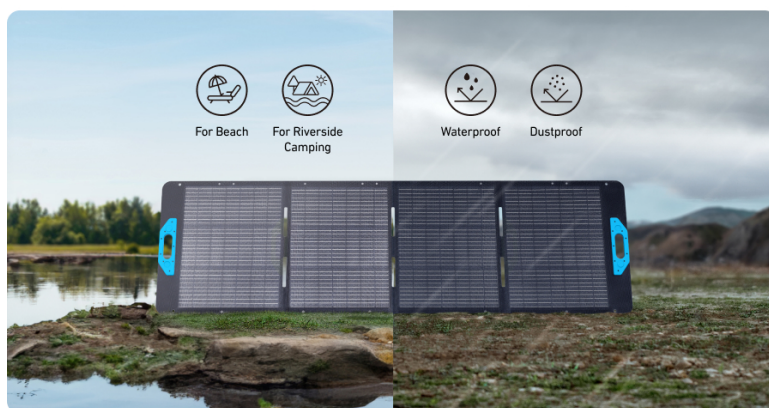 For Beach
For Riverside
Camping
Waterproof
Dustproof